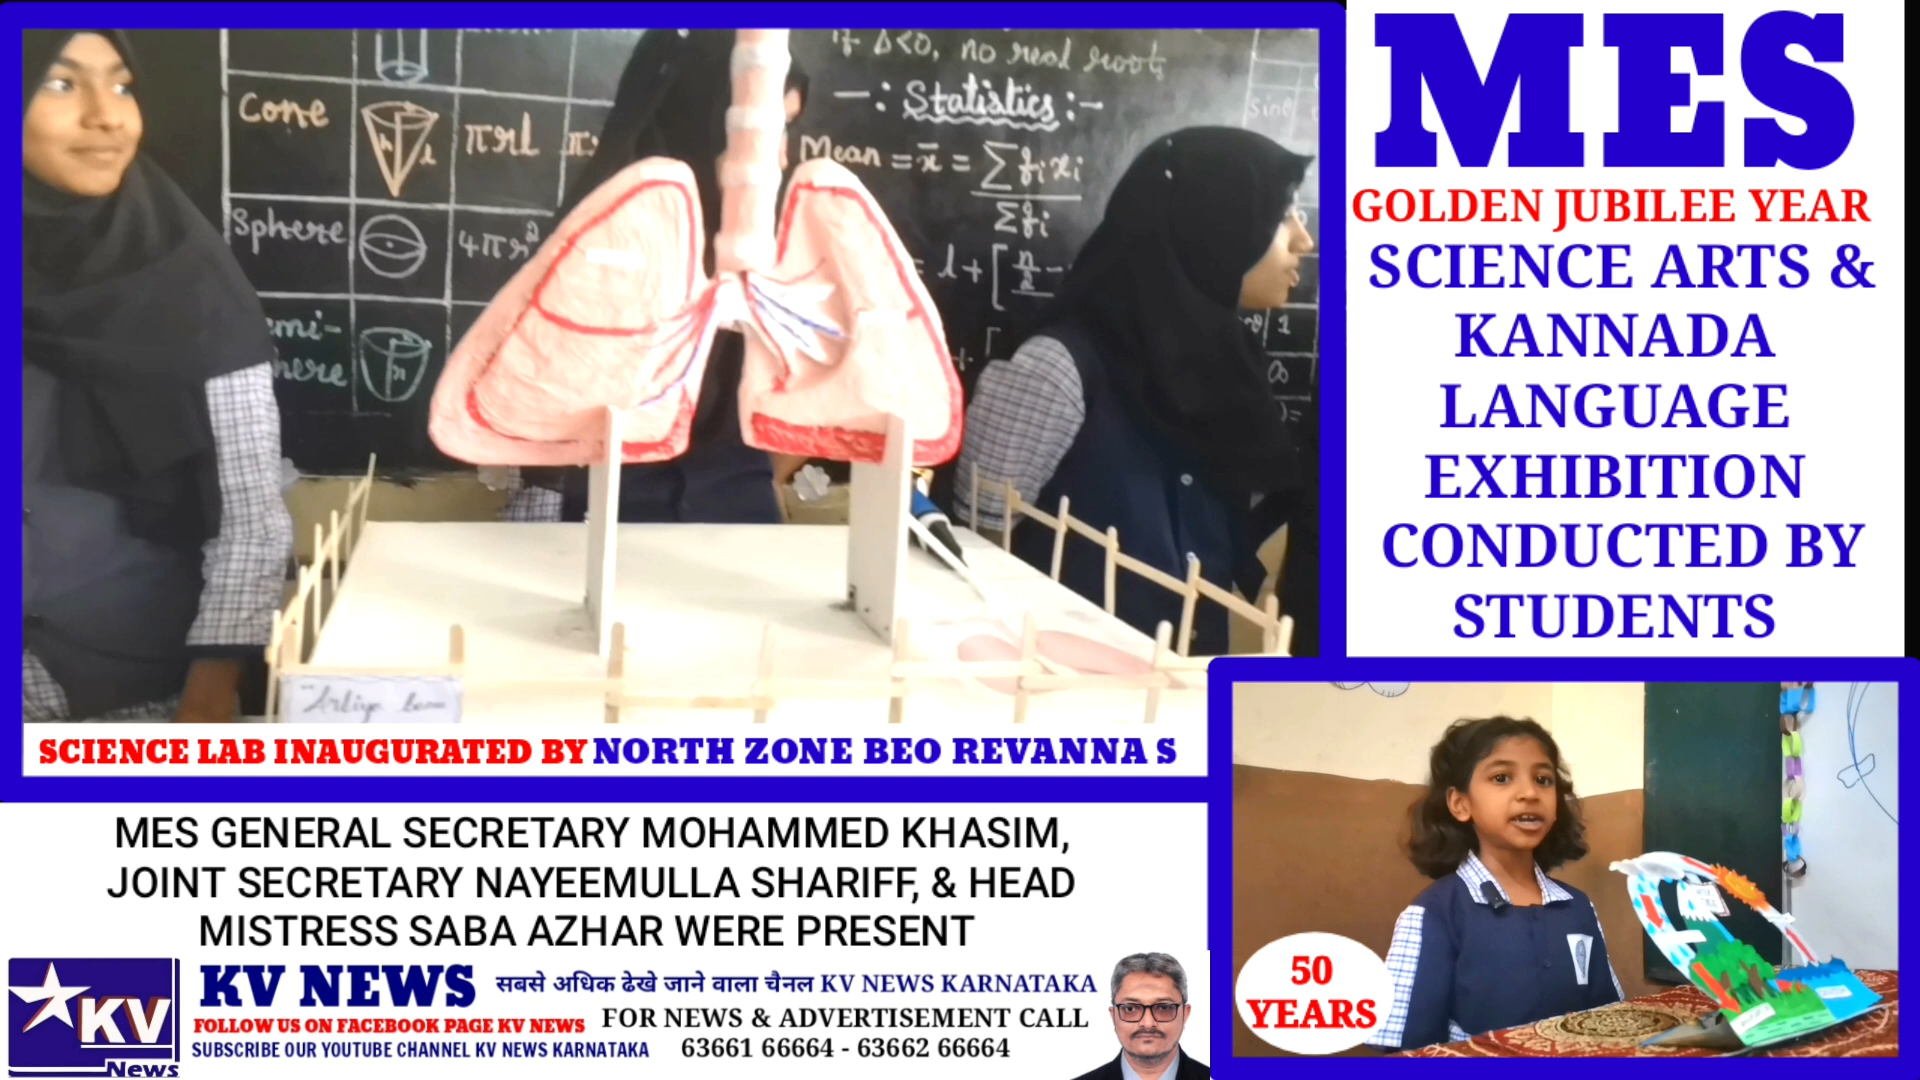 MES
GOLDEN JUBILEE YEAR
SCIENCE ARTS &
KANNADA
LANGUAGE
EXHIBITION
CONDUCTED BY
STUDENTS
if Δ<0, no real roots
-: Statistics :-
Mean = x̄ = Σfixi
Σfi
l + [n/2 -
Cone
h l
πrl
Sphere
4πr²
sine
SCIENCE LAB INAUGURATED BY NORTH ZONE BEO REVANNA S
MES GENERAL SECRETARY MOHAMMED KHASIM,
JOINT SECRETARY NAYEEMULLA SHARIFF, & HEAD
MISTRESS SABA AZHAR WERE PRESENT
50
YEARS
KV
News
KV NEWS
सबसे अधिक ढेखे जाने वाला चैनल KV NEWS KARNATAKA
FOLLOW US ON FACEBOOK PAGE KV NEWS
SUBSCRIBE OUR YOUTUBE CHANNEL KV NEWS KARNATAKA
FOR NEWS & ADVERTISEMENT CALL
63661 66664 - 63662 66664